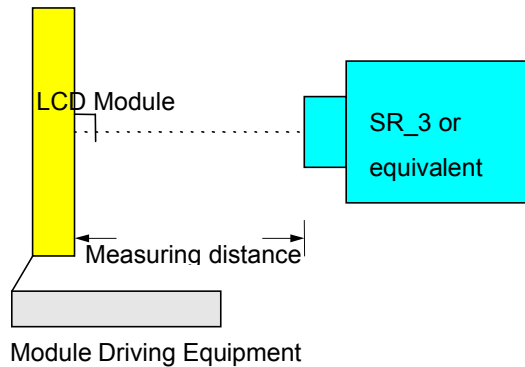 LCD Module
SR_3 or
equivalent
Measuring distance
Module Driving Equipment